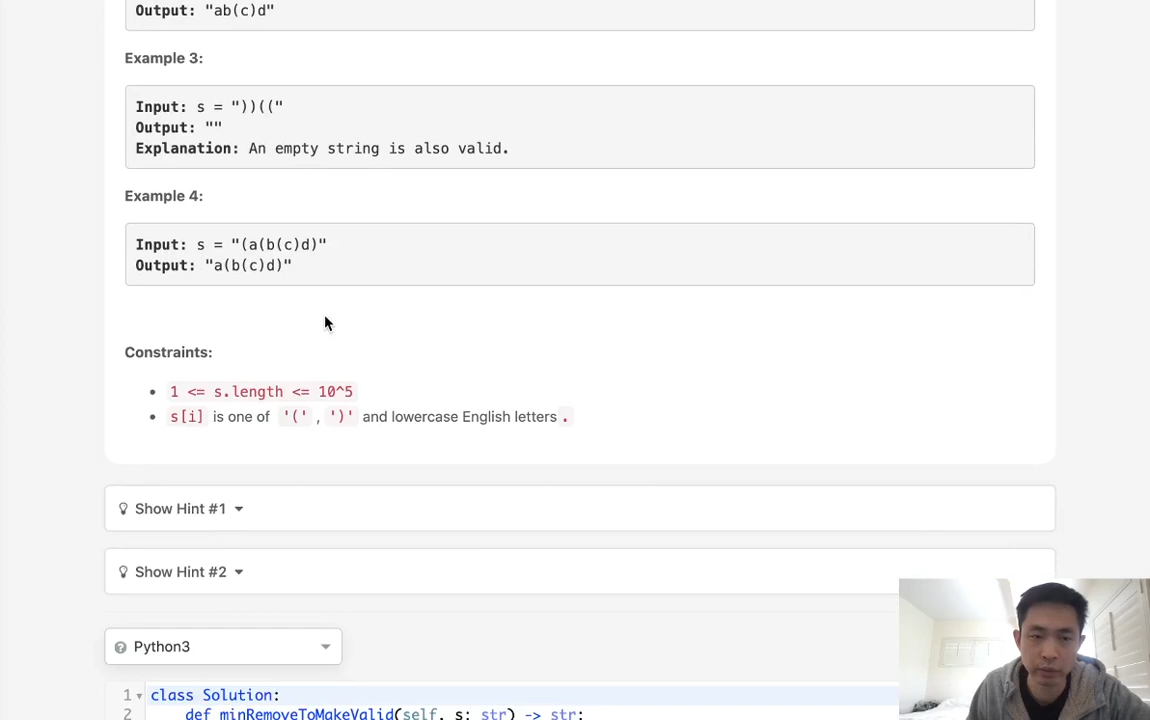 Output: "ab(c)d"
Example 3:
Input: s = "))(("
Output: ""
Explanation: An empty string is also valid.
Example 4:
Input: s = "(a(b(c)d)"
Output: "a(b(c)d)"
Constraints:
1 <= s.length <= 10^5
s[i] is one of '(' , ')' and lowercase English letters .
Show Hint #1
Show Hint #2
Python3
1 class Solution:
2 def minRemoveToMakeValid(self, s: str) -> str: